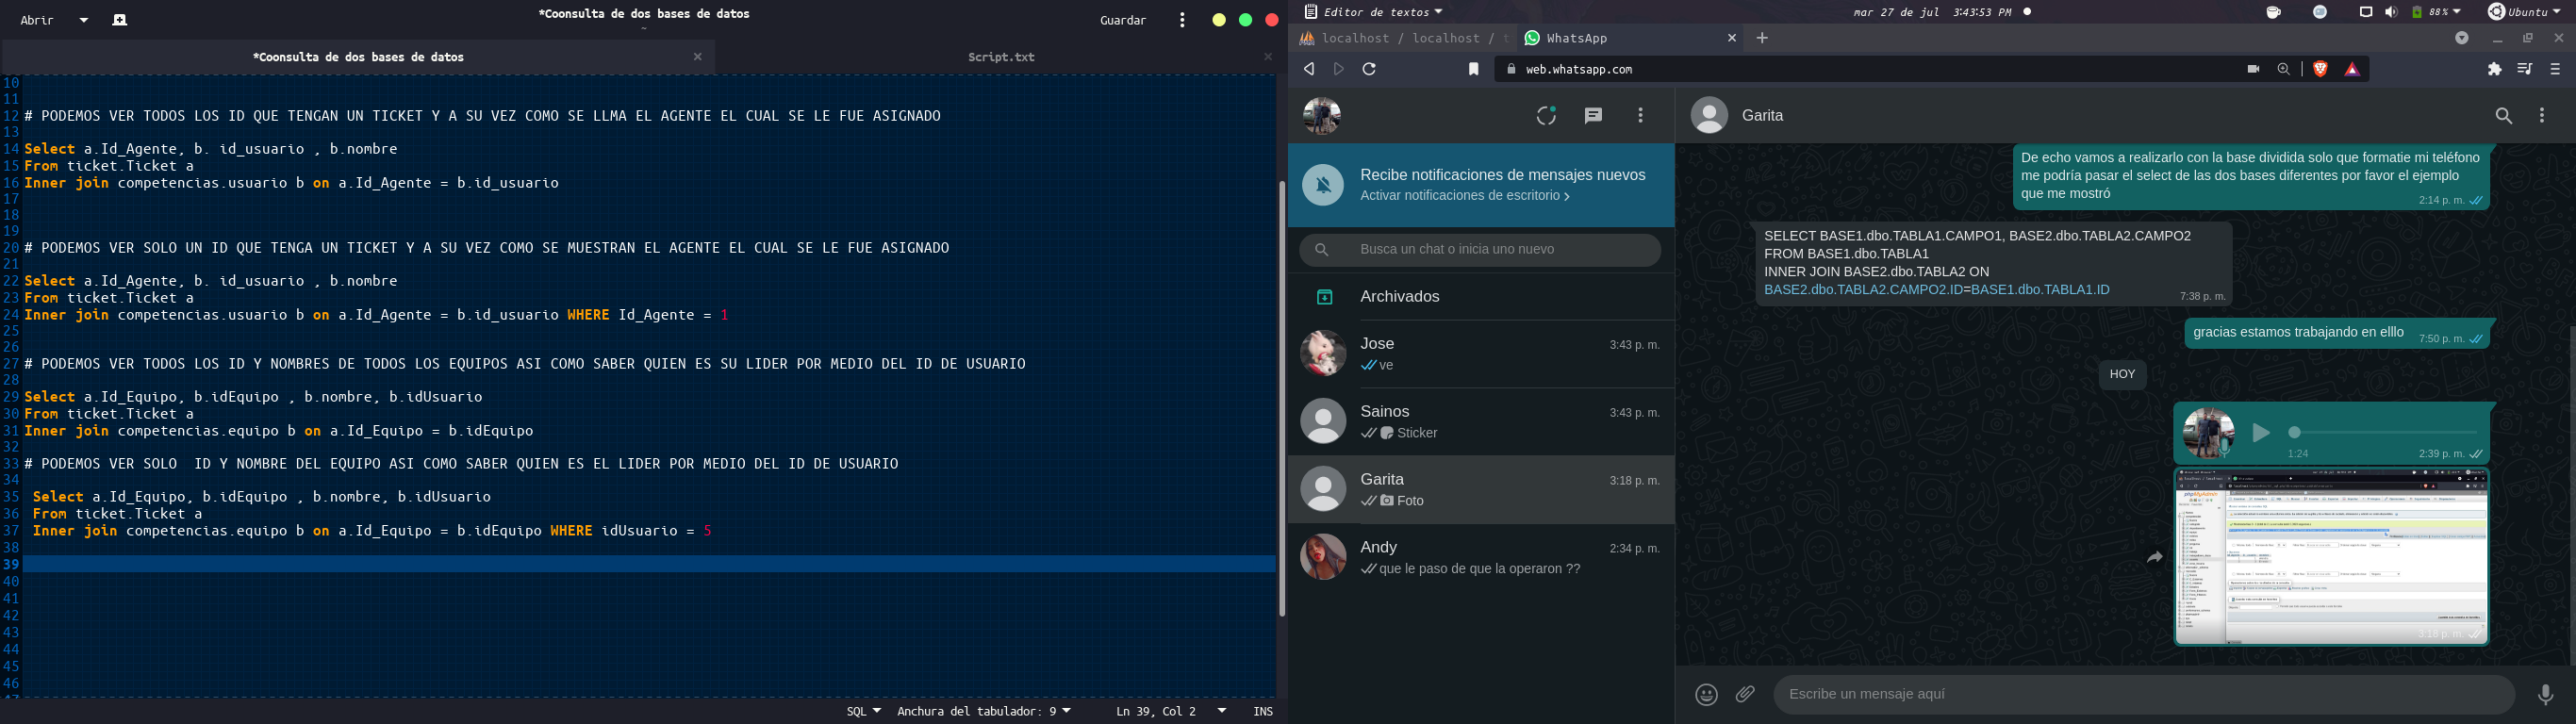 Abrir
*Coonsulta de dos bases de datos
~
Guardar
*Coonsulta de dos bases de datos
Script.txt
10
11
12 # PODEMOS VER TODOS LOS ID QUE TENGAN UN TICKET Y A SU VEZ COMO SE LLMA EL AGENTE EL CUAL SE LE FUE ASIGNADO
13
14 Select a.Id_Agente, b. id_usuario , b.nombre
15 From ticket.Ticket a
16 Inner join competencias.usuario b on a.Id_Agente = b.id_usuario
17
18
19
20 # PODEMOS VER SOLO UN ID QUE TENGA UN TICKET Y A SU VEZ COMO SE MUESTRAN EL AGENTE EL CUAL SE LE FUE ASIGNADO
21
22 Select a.Id_Agente, b. id_usuario , b.nombre
23 From ticket.Ticket a
24 Inner join competencias.usuario b on a.Id_Agente = b.id_usuario WHERE Id_Agente = 1
25
26
27 # PODEMOS VER TODOS LOS ID Y NOMBRES DE TODOS LOS EQUIPOS ASI COMO SABER QUIEN ES SU LIDER POR MEDIO DEL ID DE USUARIO
28
29 Select a.Id_Equipo, b.idEquipo , b.nombre, b.idUsuario
30 From ticket.Ticket a
31 Inner join competencias.equipo b on a.Id_Equipo = b.idEquipo
32
33 # PODEMOS VER SOLO  ID Y NOMBRE DEL EQUIPO ASI COMO SABER QUIEN ES EL LIDER POR MEDIO DEL ID DE USUARIO
34
35  Select a.Id_Equipo, b.idEquipo , b.nombre, b.idUsuario
36  From ticket.Ticket a
37  Inner join competencias.equipo b on a.Id_Equipo = b.idEquipo WHERE idUsuario = 5
38
39
40
41
42
43
44
45
46
SQL
Anchura del tabulador: 9
Ln 39, Col 2
INS
Editor de textos
mar 27 de jul 3:43:53 PM
88%
Ubuntu
localhost / localhost / t
WhatsApp
web.whatsapp.com
Recibe notificaciones de mensajes nuevos
Activar notificaciones de escritorio >
Busca un chat o inicia uno nuevo
Archivados
Jose
3:43 p. m.
ve
Sainos
3:43 p. m.
Sticker
Garita
3:18 p. m.
Foto
Andy
2:34 p. m.
que le paso de que la operaron ??
Garita
De echo vamos a realizarlo con la base dividida solo que formatie mi teléfono
me podría pasar el select de las dos bases diferentes por favor el ejemplo
que me mostró
2:14 p. m.
SELECT BASE1.dbo.TABLA1.CAMPO1, BASE2.dbo.TABLA2.CAMPO2
FROM BASE1.dbo.TABLA1
INNER JOIN BASE2.dbo.TABLA2 ON
BASE2.dbo.TABLA2.CAMPO2.ID=BASE1.dbo.TABLA1.ID
7:38 p. m.
gracias estamos trabajando en elllo
7:50 p. m.
HOY
1:24
2:39 p. m.
phpMyAdmin
3:18 p. m.
Escribe un mensaje aquí